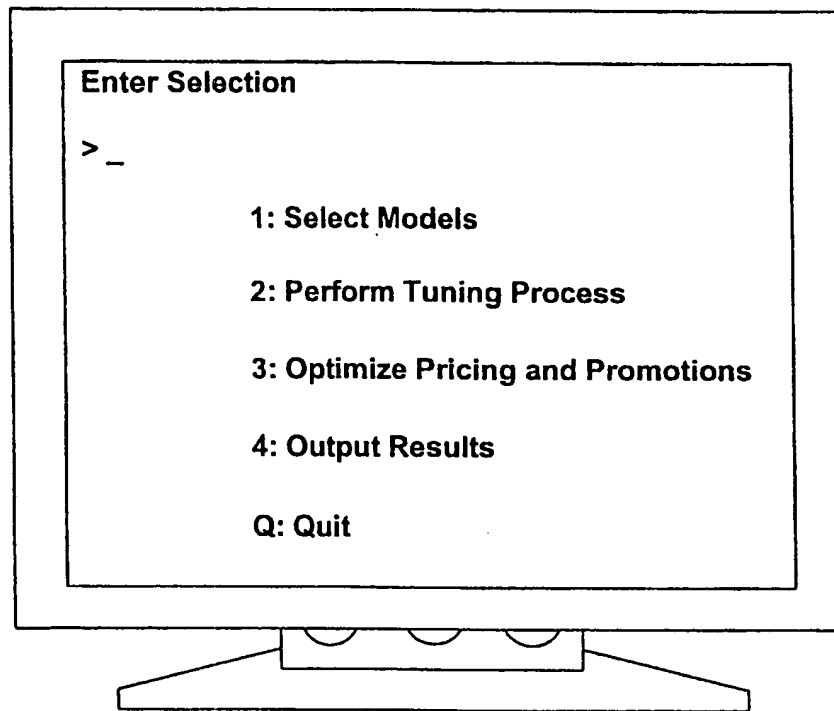 Enter Selection
> _
1: Select Models
2: Perform Tuning Process
3: Optimize Pricing and Promotions
4: Output Results
Q: Quit